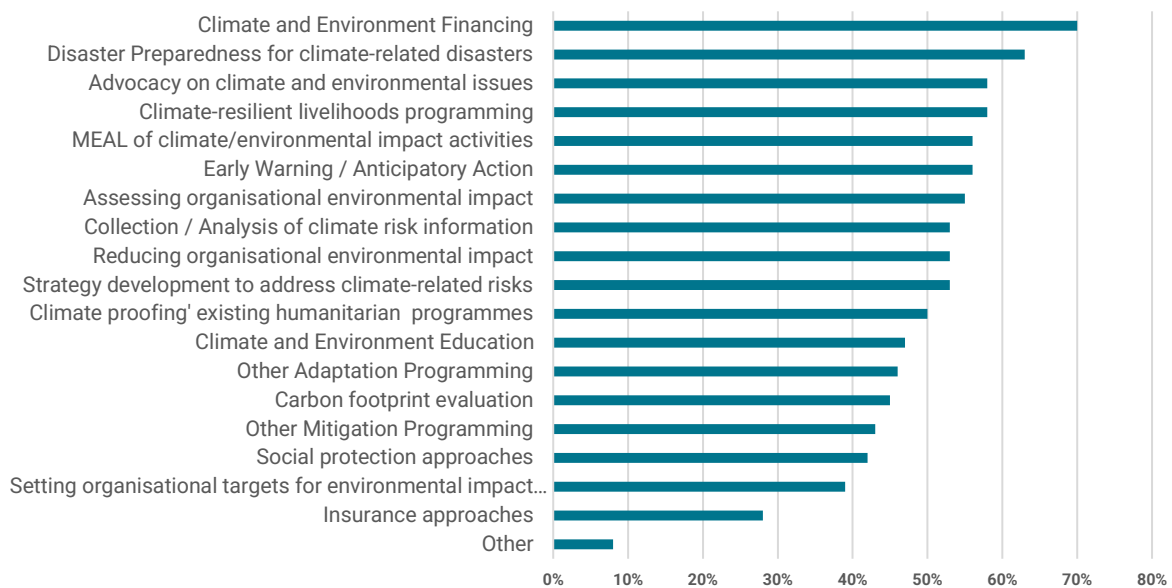 Climate and Environment Financing
Disaster Preparedness for climate-related disasters
Advocacy on climate and environmental issues
Climate-resilient livelihoods programming
MEAL of climate/environmental impact activities
Early Warning / Anticipatory Action
Assessing organisational environmental impact
Collection / Analysis of climate risk information
Reducing organisational environmental impact
Strategy development to address climate-related risks
Climate proofing' existing humanitarian  programmes
Climate and Environment Education
Other Adaptation Programming
Carbon footprint evaluation
Other Mitigation Programming
Social protection approaches
Setting organisational targets for environmental impact…
Insurance approaches
Other
0% 10% 20% 30% 40% 50% 60% 70% 80%